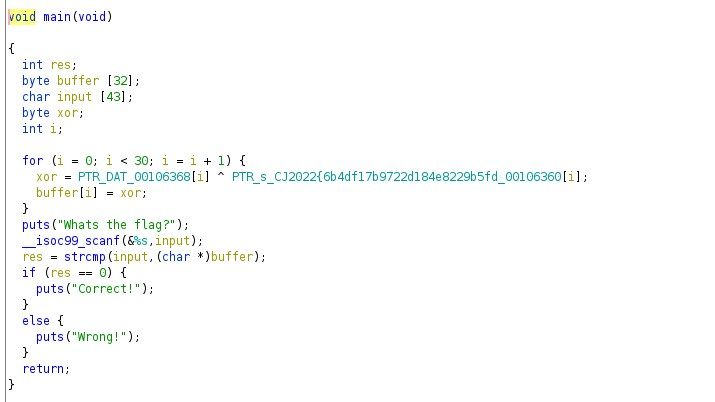 void main(void)
{
int res;
byte buffer [32];
char input [43];
byte xor;
int i;
for (i = 0; i < 30; i = i + 1) {
xor = PTR_DAT_00106368[i] ^ PTR_s_CJ2022{6b4df17b9722d184e8229b5fd_00106360[i];
buffer[i] = xor;
}
puts("Whats the flag?");
__isoc99_scanf(&%s,input);
res = strcmp(input,(char *)buffer);
if (res == 0) {
puts("Correct!");
}
else {
puts("Wrong!");
}
return;
}